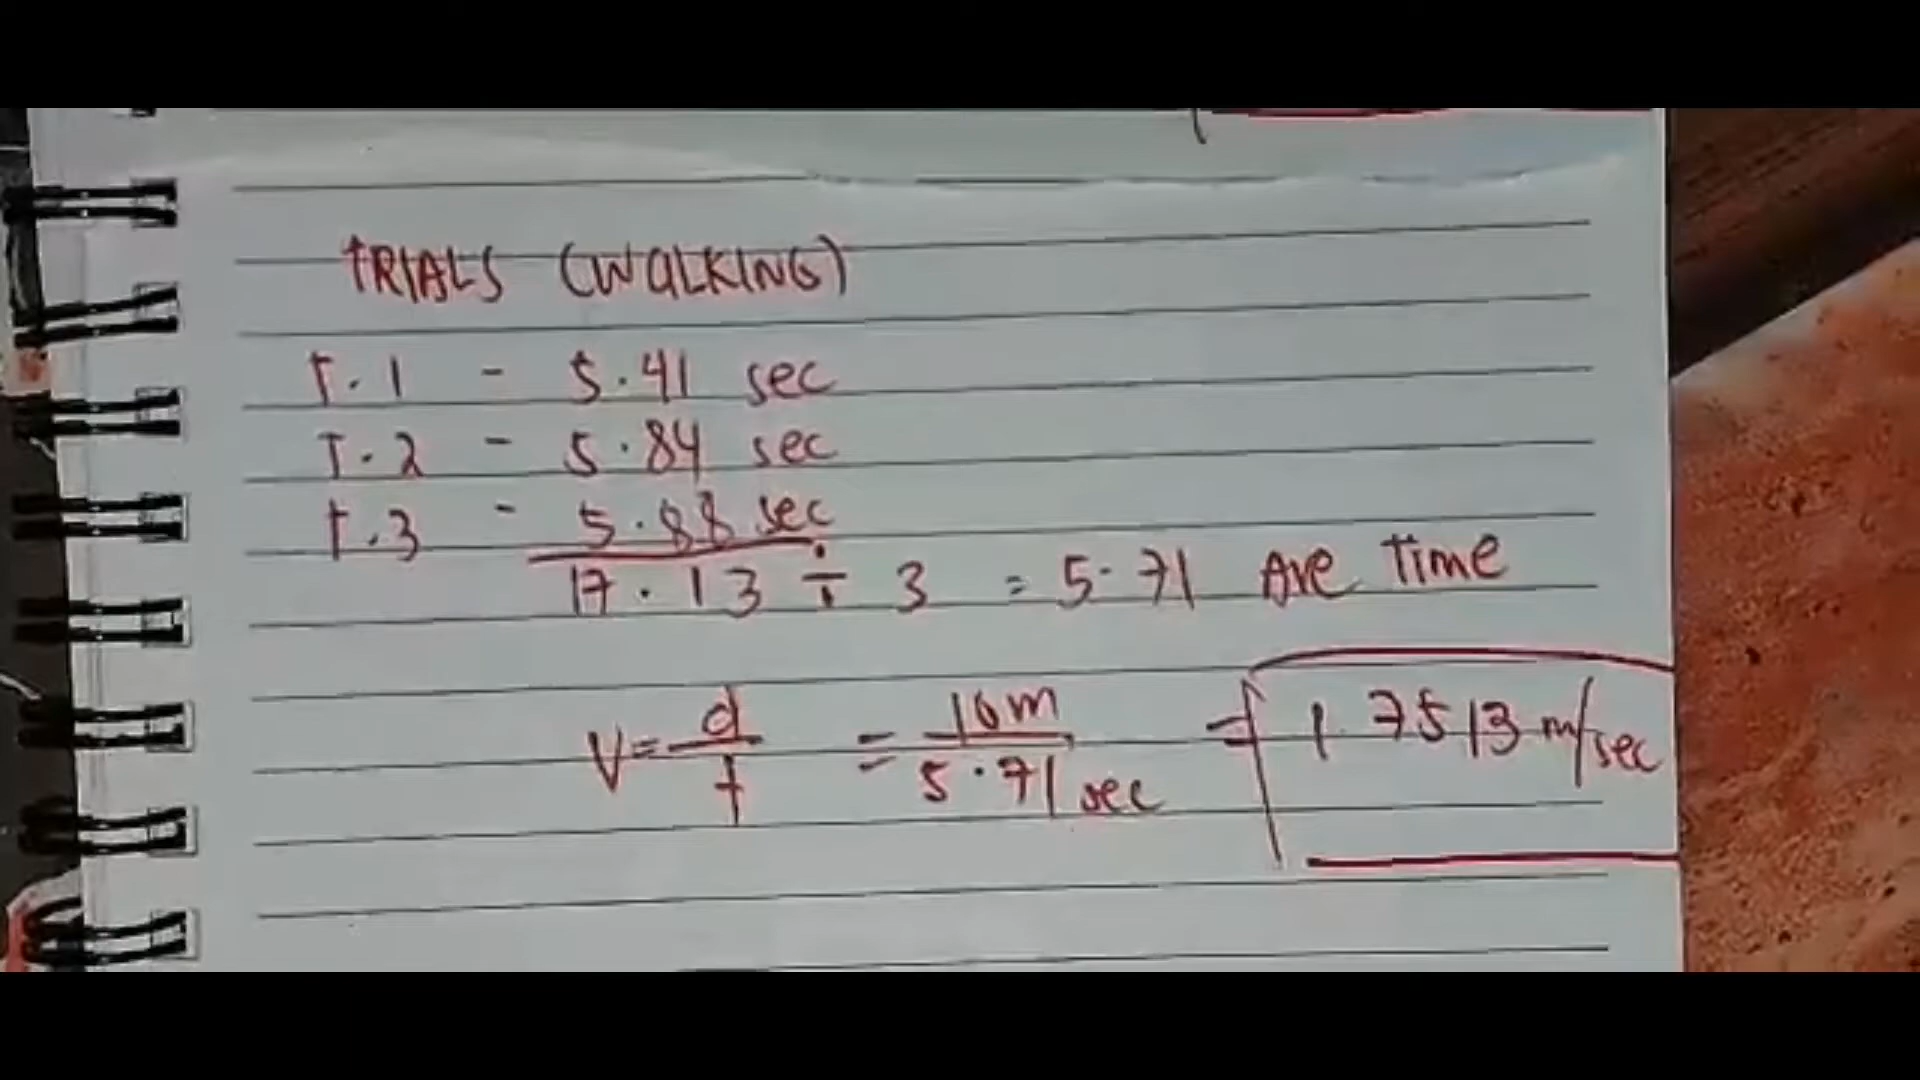 TRIALS (WALKING)
T.1 - 5.41 sec
T.2 - 5.84 sec
T.3 - 5.88 sec
17.13 ÷ 3 = 5.71 Ave Time
V = d/t = 10m/5.71 sec = 1.7513 m/sec